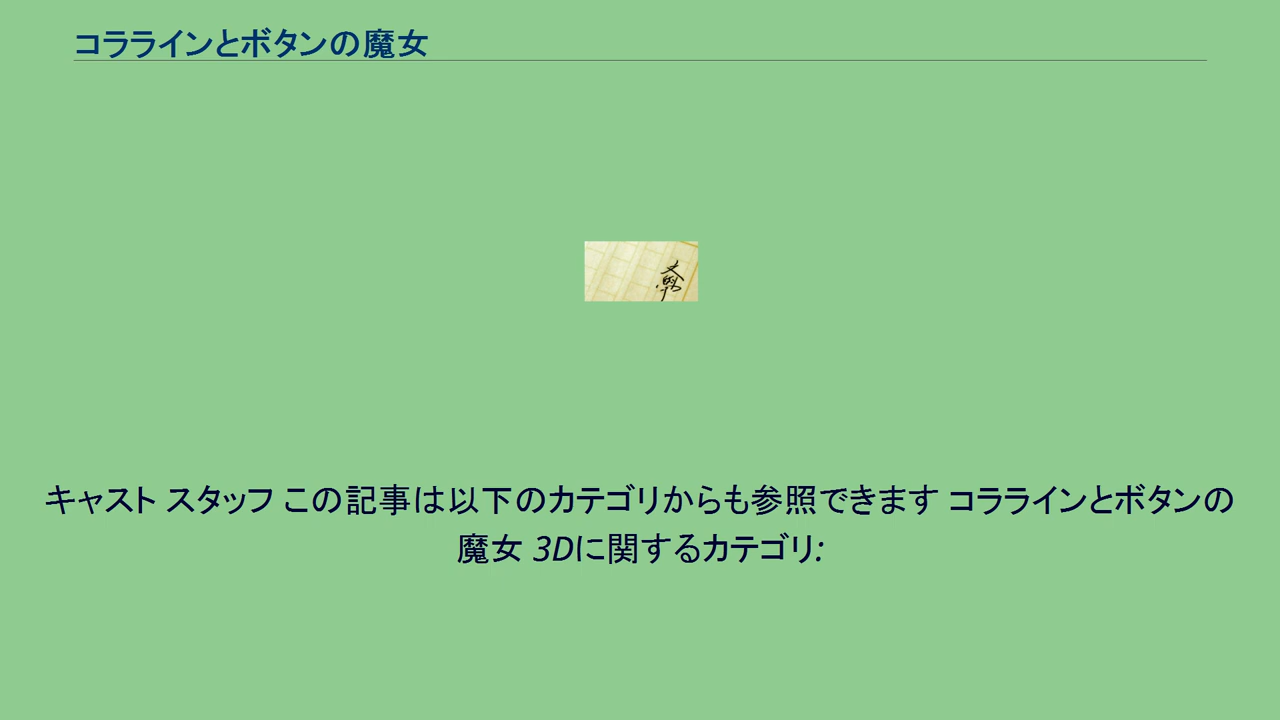 コララインとボタンの魔女
キャスト スタッフ この記事は以下のカテゴリからも参照できます コララインとボタンの
魔女 3Dに関するカテゴリ: